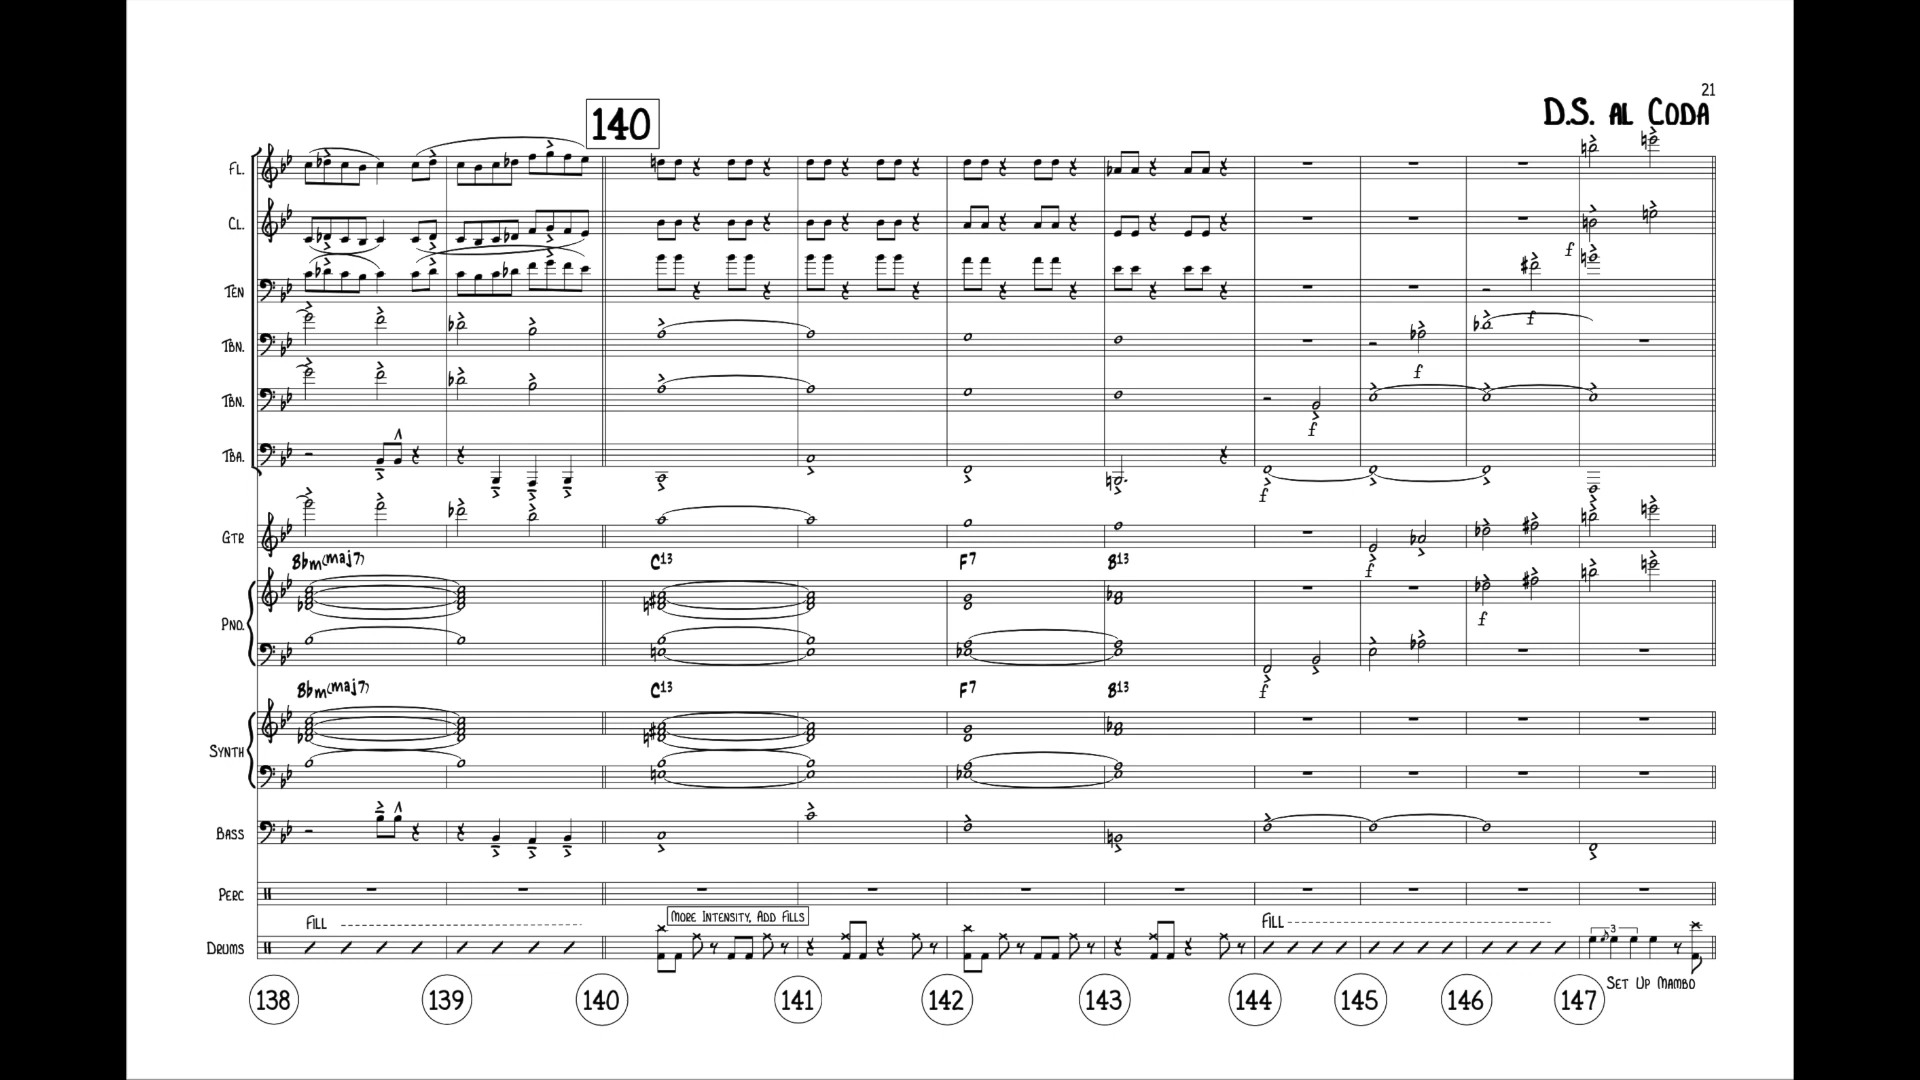 21
D.S. AL CODA
140
FL.
CL.
f
TEN
f
TBN.
f
TBN.
f
TBA.
f
GTR
f
Bbm(maj7) C13 F7 B13
PNO.
f
f
Bbm(maj7) C13 F7 B13
SYNTH
BASS
PERC
MORE INTENSITY, ADD FILLS
FILL FILL
3
DRUMS
SET UP MAMBO
138 139 140 141 142 143 144 145 146 147